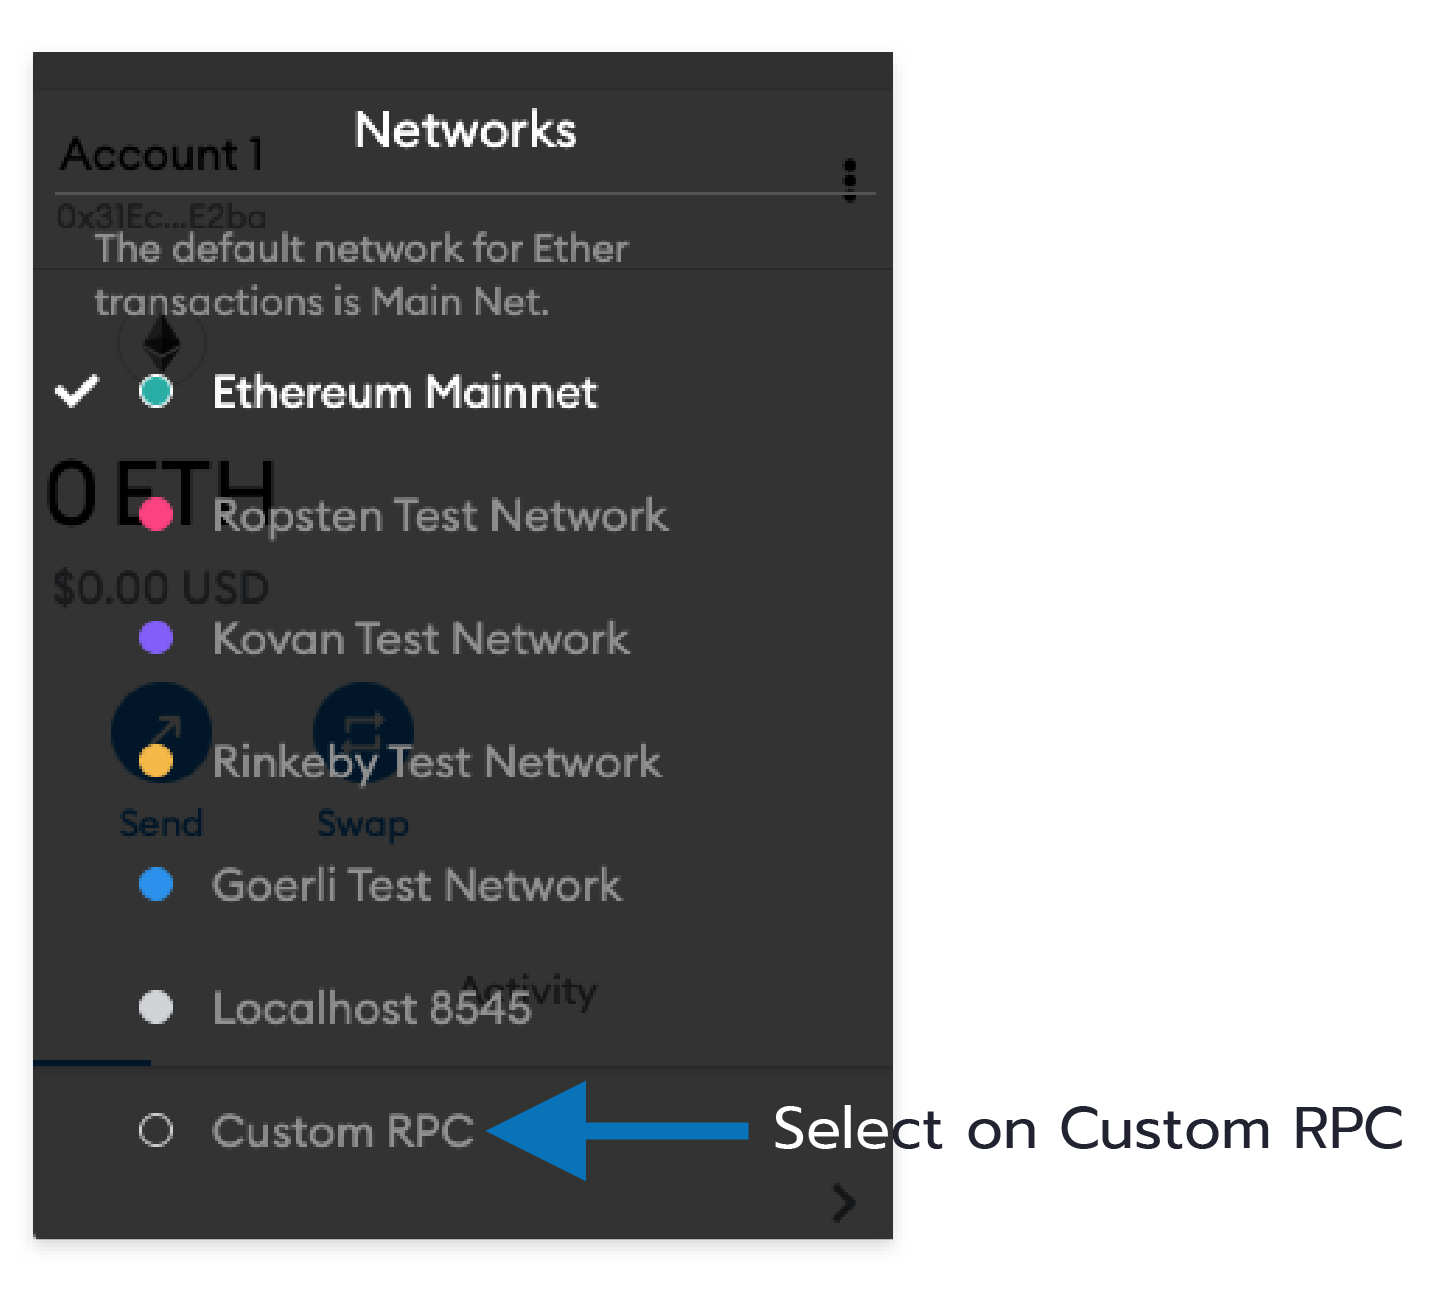 Networks
Account 1
0x31Ec...E2ba
The default network for Ether
transactions is Main Net.
Ethereum Mainnet
0 ETH
Ropsten Test Network
$0.00 USD
Kovan Test Network
Rinkeby Test Network
Send
Swap
Goerli Test Network
Activity
Localhost 8545
Custom RPC
Select on Custom RPC